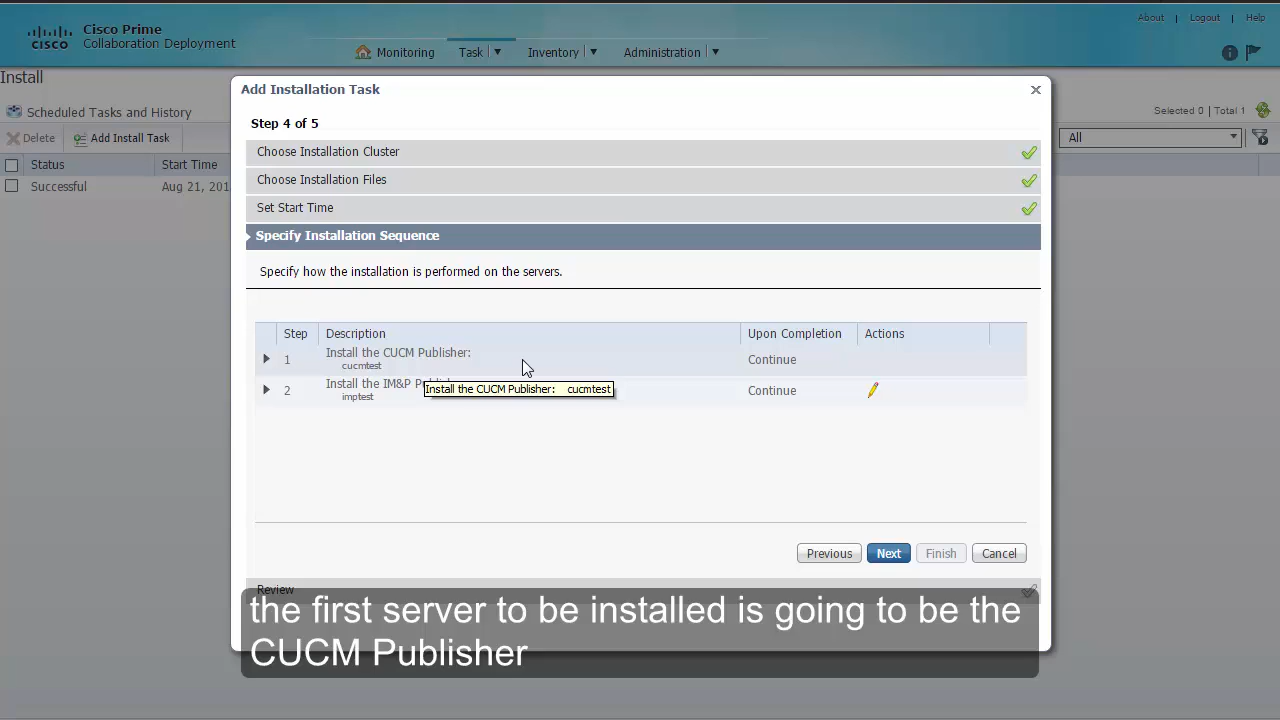 About | Logout | Help
cisco
Cisco Prime
Collaboration Deployment
Monitoring
Task
Inventory
Administration
Install
Scheduled Tasks and History
Selected 0 | Total 1
Delete
Add Install Task
All
Status
Start Time
Successful
Aug 21, 201
Add Installation Task
Step 4 of 5
Choose Installation Cluster
Choose Installation Files
Set Start Time
Specify Installation Sequence
Specify how the installation is performed on the servers.
Step Description Upon Completion Actions
1 Install the CUCM Publisher: Continue
cucmtest
2 Install the IM&P Continue
imptest
Install the CUCM Publisher: cucmtest
Previous Next Finish Cancel
Review
the first server to be installed is going to be the
CUCM Publisher